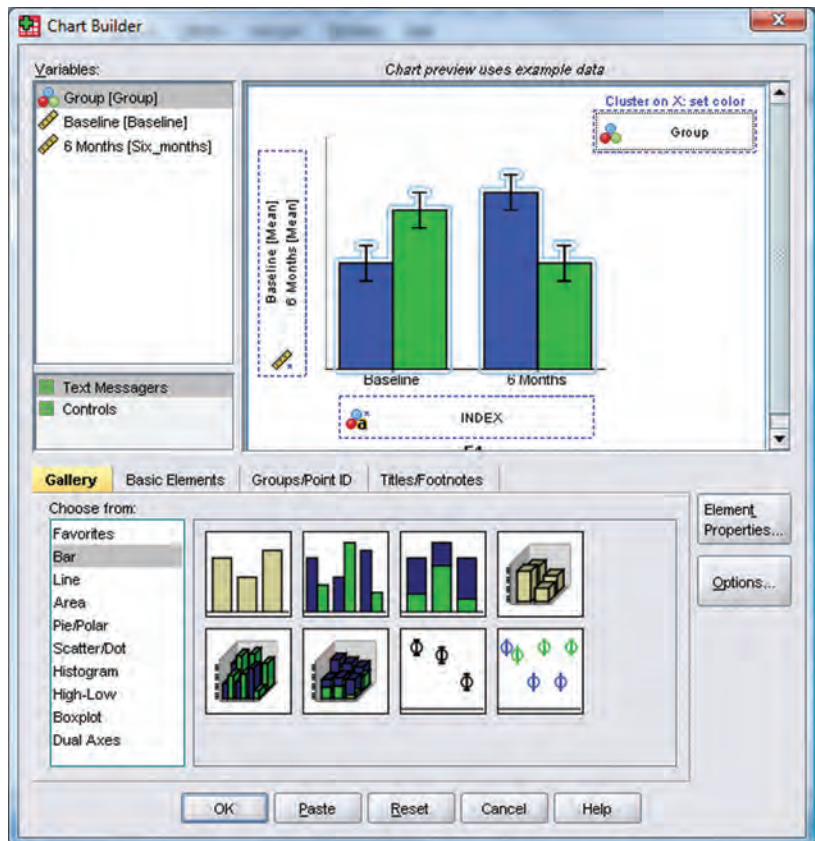 Chart Builder
Variables:
Group [Group]
Baseline [Baseline]
6 Months [Six_months]
Text Messagers
Controls
Chart preview uses example data
Cluster on X: set color
Group
Baseline [Mean]
6 Months [Mean]
Baseline
6 Months
a
INDEX
Gallery
Basic Elements
Groups/Point ID
Titles/Footnotes
Choose from:
Favorites
Bar
Line
Area
Pie/Polar
Scatter/Dot
Histogram
High-Low
Boxplot
Dual Axes
Element
Properties...
Options...
OK
Paste
Reset
Cancel
Help